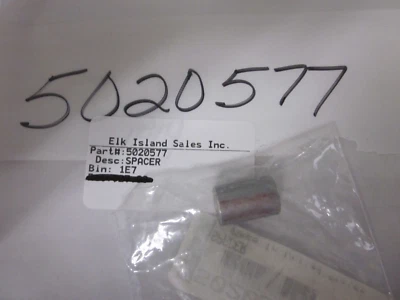 5020577
Elk Island Sales Inc.
Part#:5020577
Desc:SPACER
Bin: 1E7